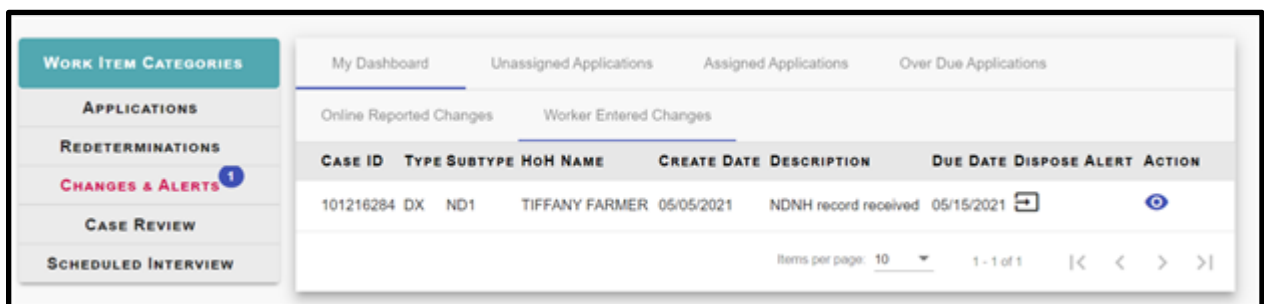 WORK ITEM CATEGORIES
APPLICATIONS
REDETERMINATIONS
CHANGES & ALERTS 1
CASE REVIEW
SCHEDULED INTERVIEW
My Dashboard Unassigned Applications Assigned Applications Over Due Applications
Online Reported Changes Worker Entered Changes
CASE ID TYPE SUBTYPE HOH NAME CREATE DATE DESCRIPTION DUE DATE DISPOSE ALERT ACTION
101216284 DX ND1 TIFFANY FARMER 05/05/2021 NDNH record received 05/15/2021
Items per page: 10 1 - 1 of 1